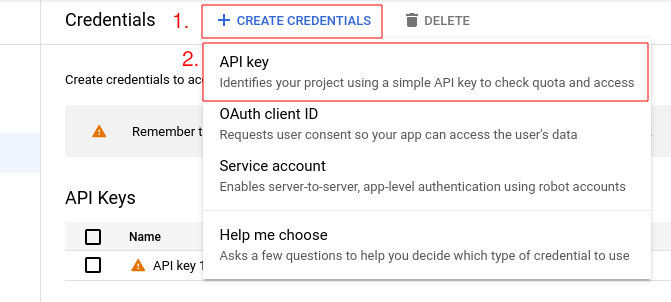 Credentials 1. + CREATE CREDENTIALS DELETE
2.
API key
Identifies your project using a simple API key to check quota and access
Create credentials to
OAuth client ID
Requests user consent so your app can access the user's data
Remember
Service account
Enables server-to-server, app-level authentication using robot accounts
API Keys
Name
Help me choose
Asks a few questions to help you decide which type of credential to use
API key 1